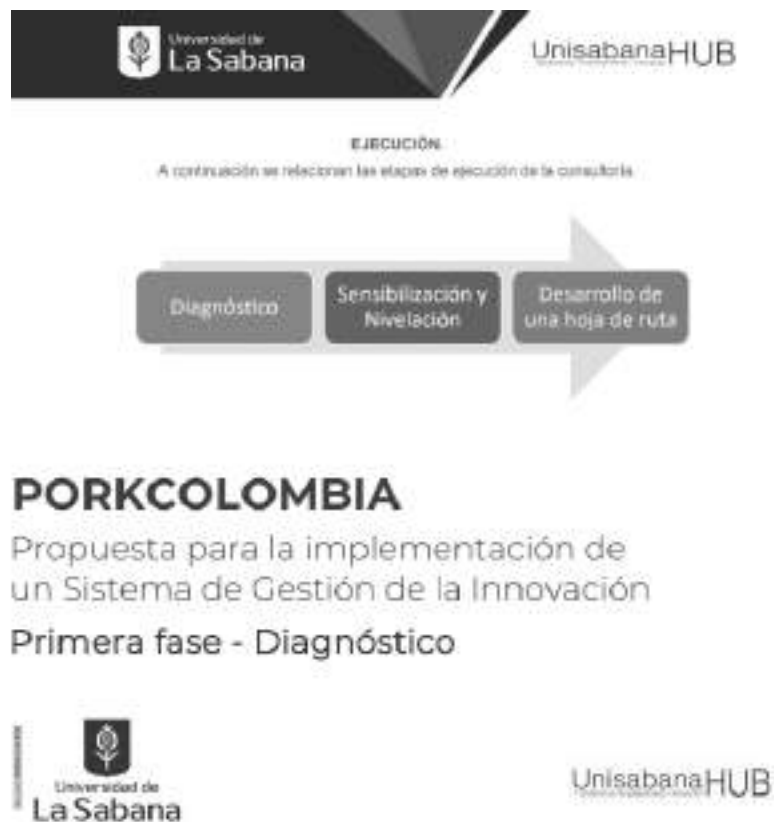 Universidad de
La Sabana
UnisabanaHUB
EJECUCIÓN
A continuación se relacionan las etapas de ejecución de la consultoría
Diagnóstico
Sensibilización y
Nivelación
Desarrollo de
una hoja de ruta
PORKCOLOMBIA
Propuesta para la implementación de
un Sistema de Gestión de la Innovación
Primera fase - Diagnóstico
Universidad de
La Sabana
UnisabanaHUB